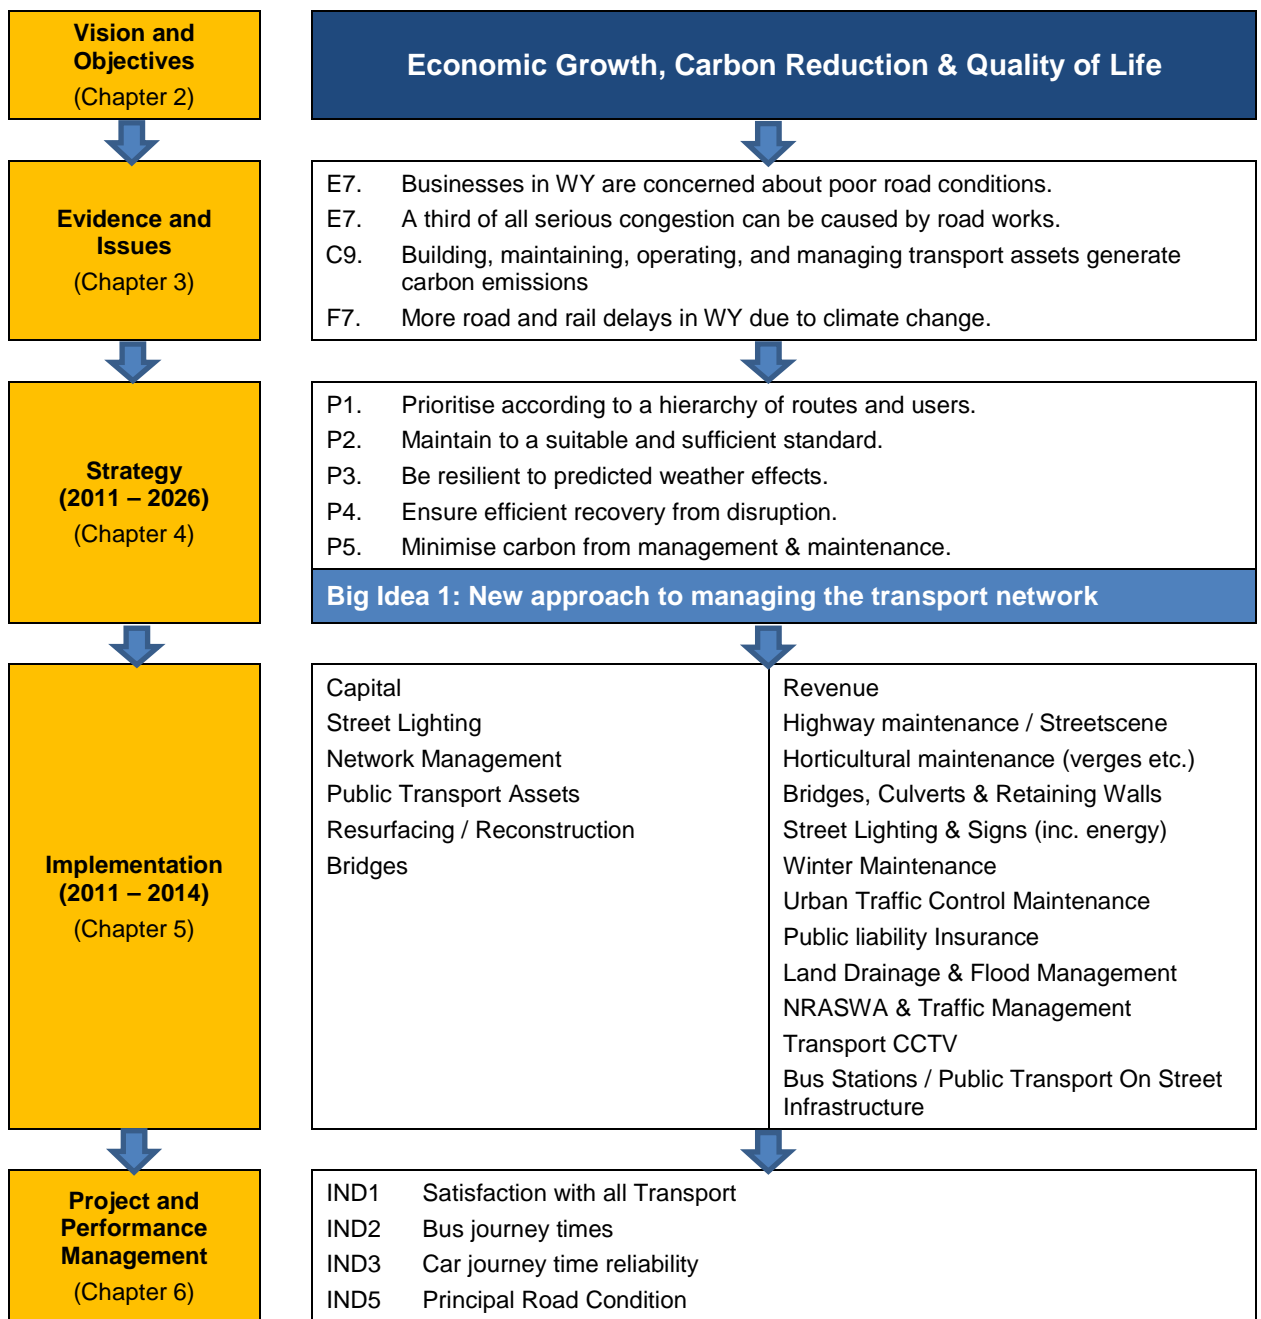 Vision and
Objectives
(Chapter 2)
Economic Growth, Carbon Reduction & Quality of Life
Evidence and
Issues
(Chapter 3)
E7. Businesses in WY are concerned about poor road conditions.
E7. A third of all serious congestion can be caused by road works.
C9. Building, maintaining, operating, and managing transport assets generate
carbon emissions
F7. More road and rail delays in WY due to climate change.
Strategy
(2011 – 2026)
(Chapter 4)
P1. Prioritise according to a hierarchy of routes and users.
P2. Maintain to a suitable and sufficient standard.
P3. Be resilient to predicted weather effects.
P4. Ensure efficient recovery from disruption.
P5. Minimise carbon from management & maintenance.
Big Idea 1: New approach to managing the transport network
Implementation
(2011 – 2014)
(Chapter 5)
Capital
Street Lighting
Network Management
Public Transport Assets
Resurfacing / Reconstruction
Bridges
Revenue
Highway maintenance / Streetscene
Horticultural maintenance (verges etc.)
Bridges, Culverts & Retaining Walls
Street Lighting & Signs (inc. energy)
Winter Maintenance
Urban Traffic Control Maintenance
Public liability Insurance
Land Drainage & Flood Management
NRASWA & Traffic Management
Transport CCTV
Bus Stations / Public Transport On Street
Infrastructure
Project and
Performance
Management
(Chapter 6)
IND1 Satisfaction with all Transport
IND2 Bus journey times
IND3 Car journey time reliability
IND5 Principal Road Condition